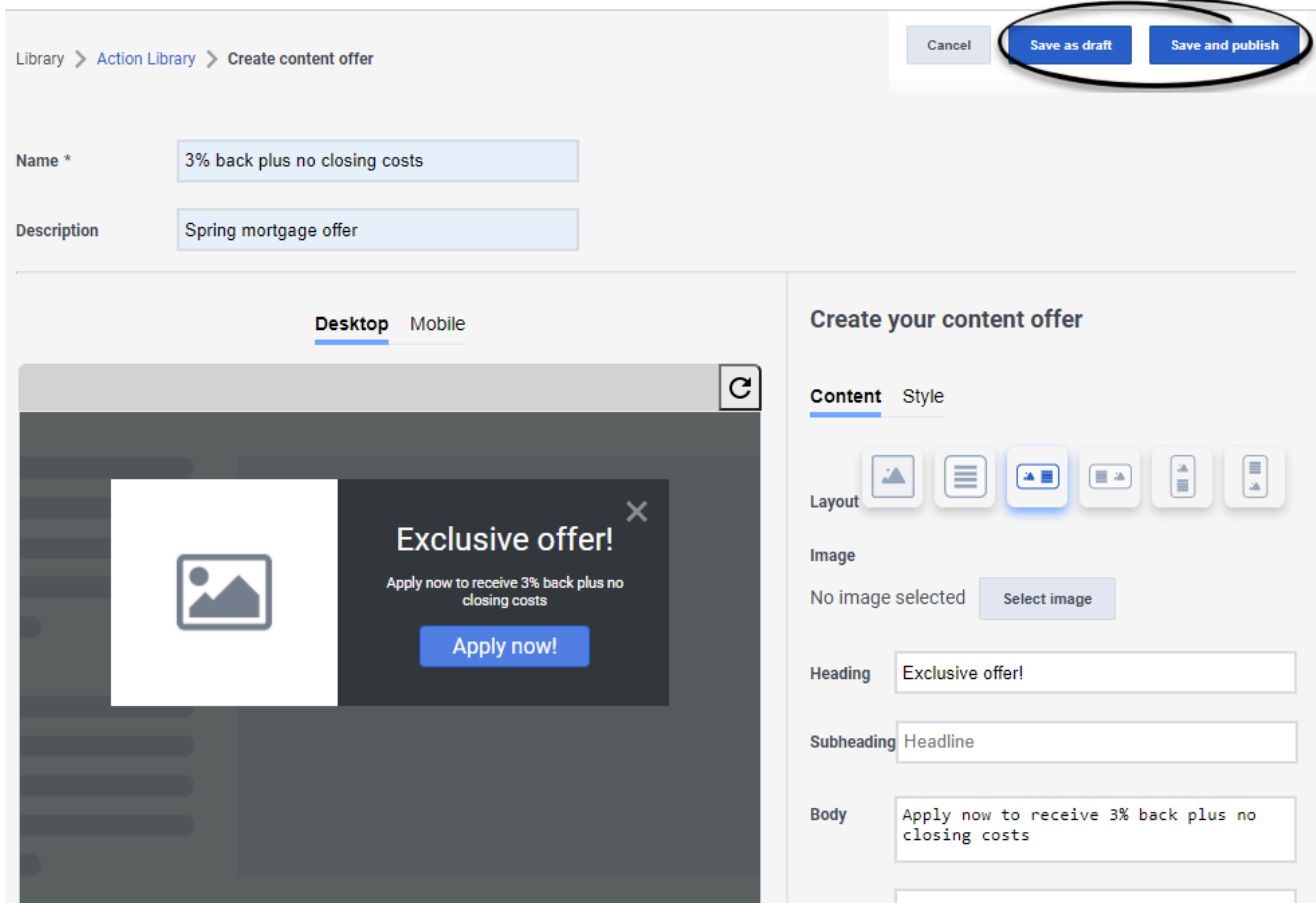 Library > Action Library > Create content offer
Cancel
Save as draft
Save and publish
Name *
3% back plus no closing costs
Description
Spring mortgage offer
Desktop
Mobile
Exclusive offer!
Apply now to receive 3% back plus no
closing costs
Apply now!
Create your content offer
Content
Style
Layout
Image
No image selected
Select image
Heading
Exclusive offer!
Subheading
Headline
Body
Apply now to receive 3% back plus no
closing costs